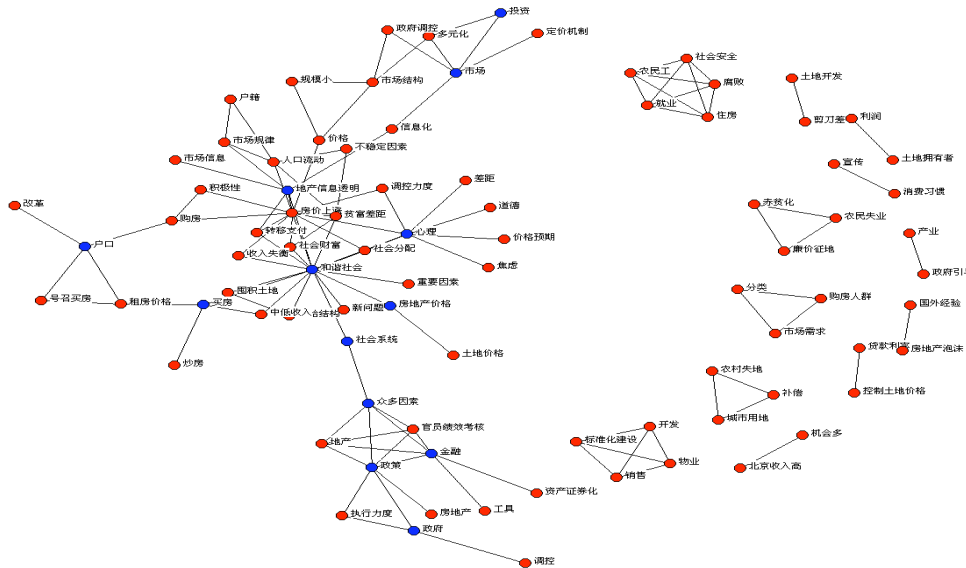 投资
政府调控
多元化
定价机制
市场
社会安全
农民工
土地开发
规模小
市场结构
腐败
户籍
就业
住房
剪刀差
利润
信息化
市场规律
价格
不稳定因素
市场信息
人口流动
土地拥有者
宣传
差距
积极性
地产信息透明
调控力度
消费习惯
改革
道德
赤贫化
购房
房价上涨
贫富差距
农民失业
转移支付
心理
价格预期
产业
户口
社会财富
社会分配
廉价征地
收入失衡
和谐社会
焦虑
政府引导
重要因素
囤积土地
分类
购房人群
号召买房
租房价格
买房
新问题
房地产价格
国外经验
中低收入
市场需求
社会系统
贷款利率
房地产泡沫
土地价格
炒房
农村失地
控制土地价格
补偿
众多因素
城市用地
官员绩效考核
开发
机会多
地产
标准化建设
金融
政策
物业
北京收入高
销售
资产证券化
执行力度
房地产
工具
政府
调控